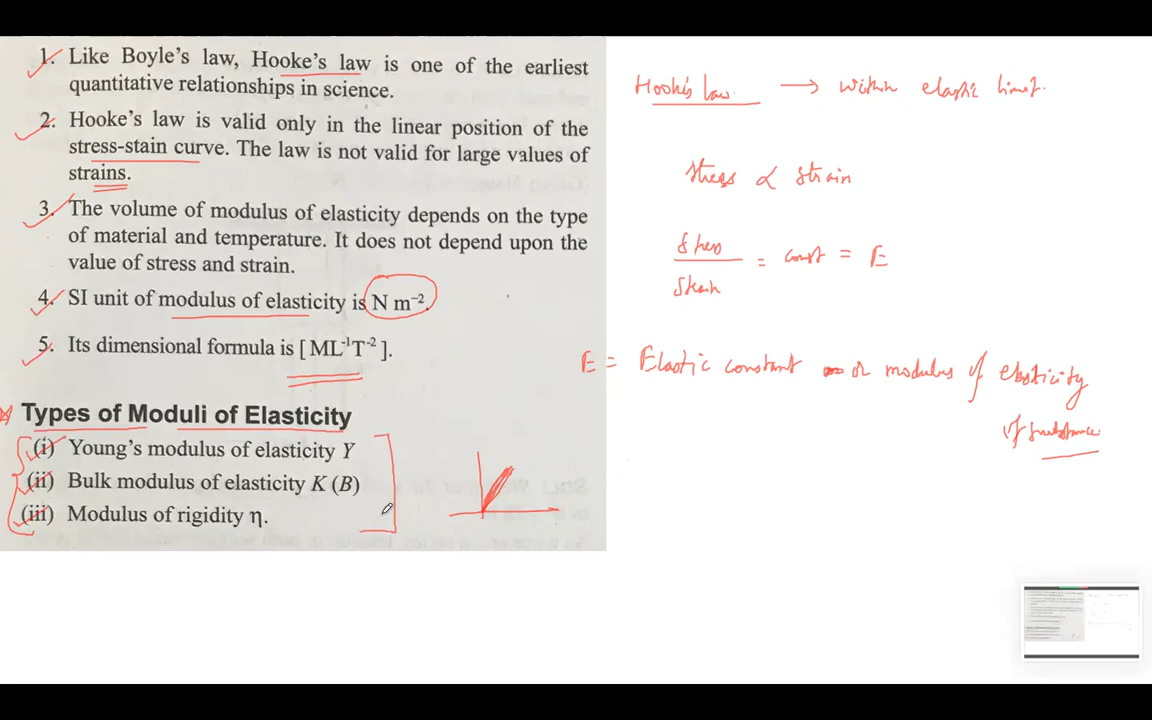 1. Like Boyle's law, Hooke's law is one of the earliest
quantitative relationships in science.
2. Hooke's law is valid only in the linear position of the
stress-stain curve. The law is not valid for large values of
strains.
3. The volume of modulus of elasticity depends on the type
of material and temperature. It does not depend upon the
value of stress and strain.
4. SI unit of modulus of elasticity is N m⁻².
5. Its dimensional formula is [ ML⁻¹T⁻² ].
Types of Moduli of Elasticity
(i) Young's modulus of elasticity Y
(ii) Bulk modulus of elasticity K (B)
(iii) Modulus of rigidity η.
Hooke's law → within elastic limit.
stress ∝ strain
stress
= const = E
strain
E = Elastic constant or modulus of elasticity
of substance